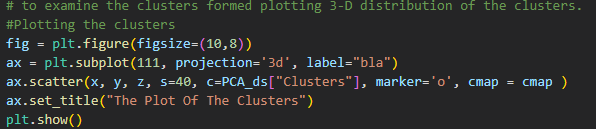 # to examine the clusters formed plotting 3-D distribution of the clusters.
#Plotting the clusters
fig = plt.figure(figsize=(10,8))
ax = plt.subplot(111, projection='3d', label="bla")
ax.scatter(x, y, z, s=40, c=PCA_ds["Clusters"], marker='o', cmap = cmap )
ax.set_title("The Plot Of The Clusters")
plt.show()